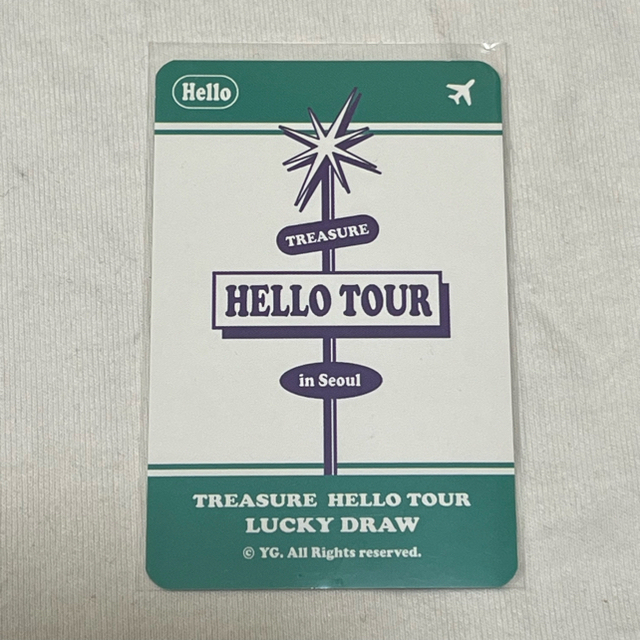 Hello
TREASURE
HELLO TOUR
in Seoul
TREASURE HELLO TOUR
LUCKY DRAW
© YG. All Rights reserved.